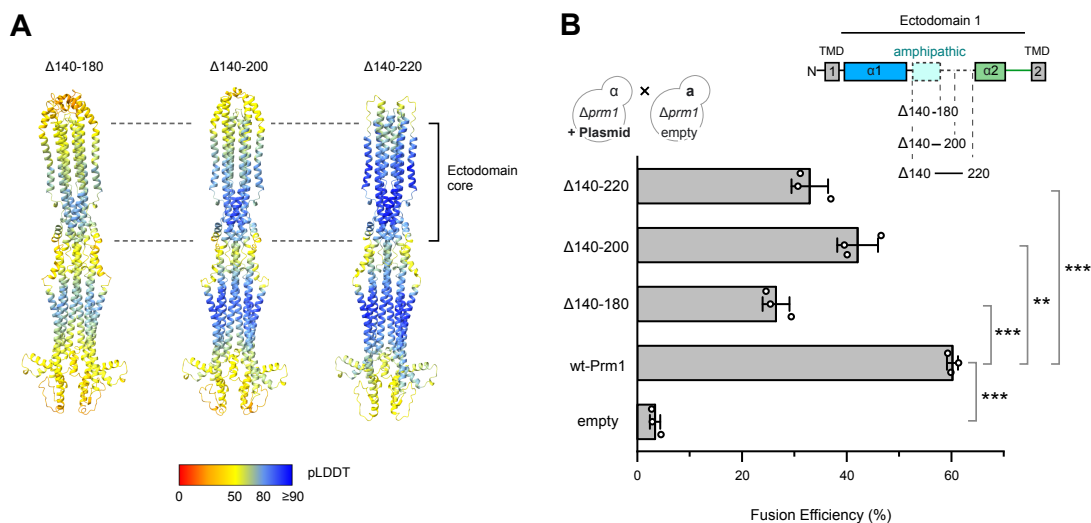 A
Δ140-180
Δ140-200
Δ140-220
Ectodomain
core
pLDDT
0
50
80
≥90
B
Ectodomain 1
TMD
amphipathic
TMD
N
1
α1
α2
2
Δ140-180
Δ140 – 200
Δ140 — 220
α
×
a
Δprm1
Δprm1
+ Plasmid
empty
Δ140-220
Δ140-200
Δ140-180
wt-Prm1
empty
***
**
***
***
0
20
40
60
Fusion Efficiency (%)